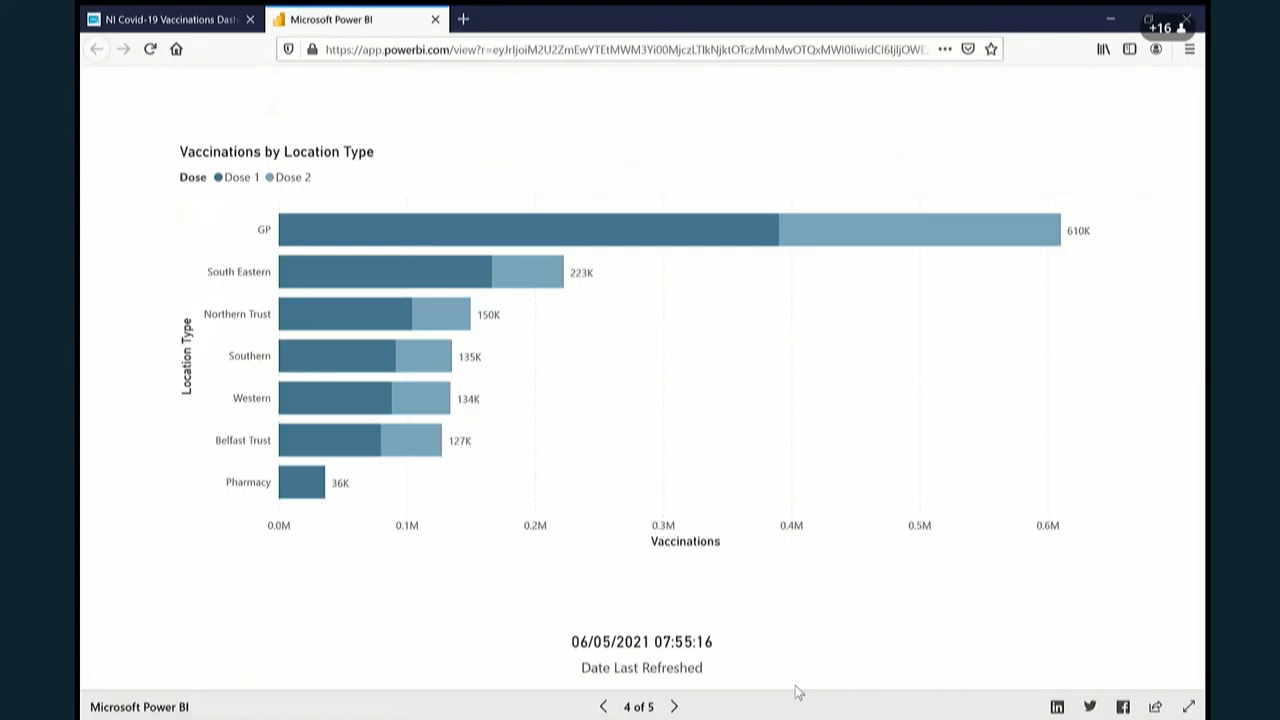 NI Covid-19 Vaccinations Dash
Microsoft Power BI
+16
Vaccinations by Location Type
Dose Dose 1 Dose 2
GP 610K
South Eastern 223K
Northern Trust 150K
Southern 135K
Western 134K
Belfast Trust 127K
Pharmacy 36K
Location Type
0.0M 0.1M 0.2M 0.3M 0.4M 0.5M 0.6M
Vaccinations
06/05/2021 07:55:16
Date Last Refreshed
Microsoft Power BI
4 of 5